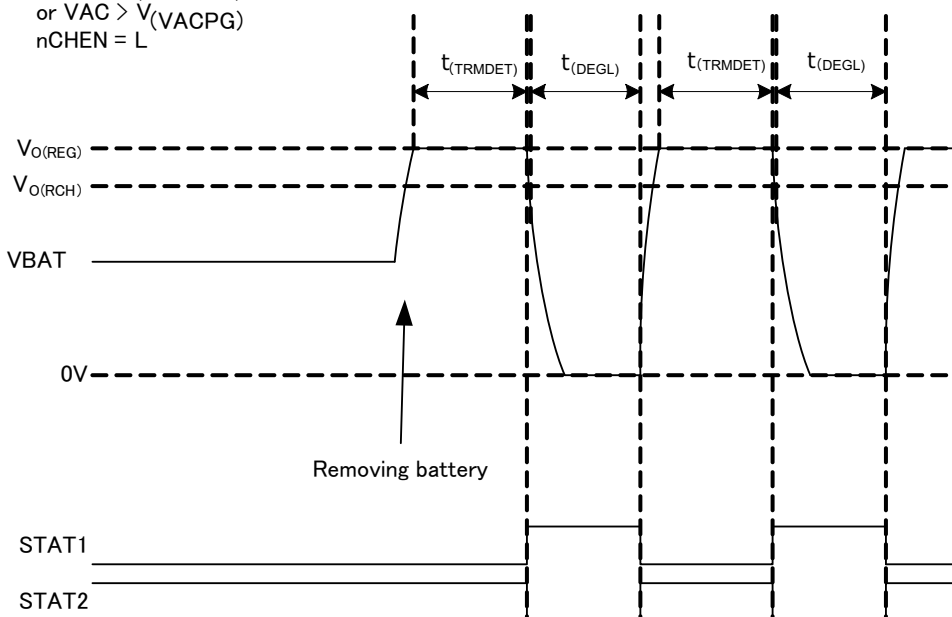 or VAC > V(VACPG)
nCHEN = L
t(TRMDET) t(DEGL) t(TRMDET) t(DEGL)
VO(REG)
VO(RCH)
VBAT
0V
Removing battery
STAT1
STAT2